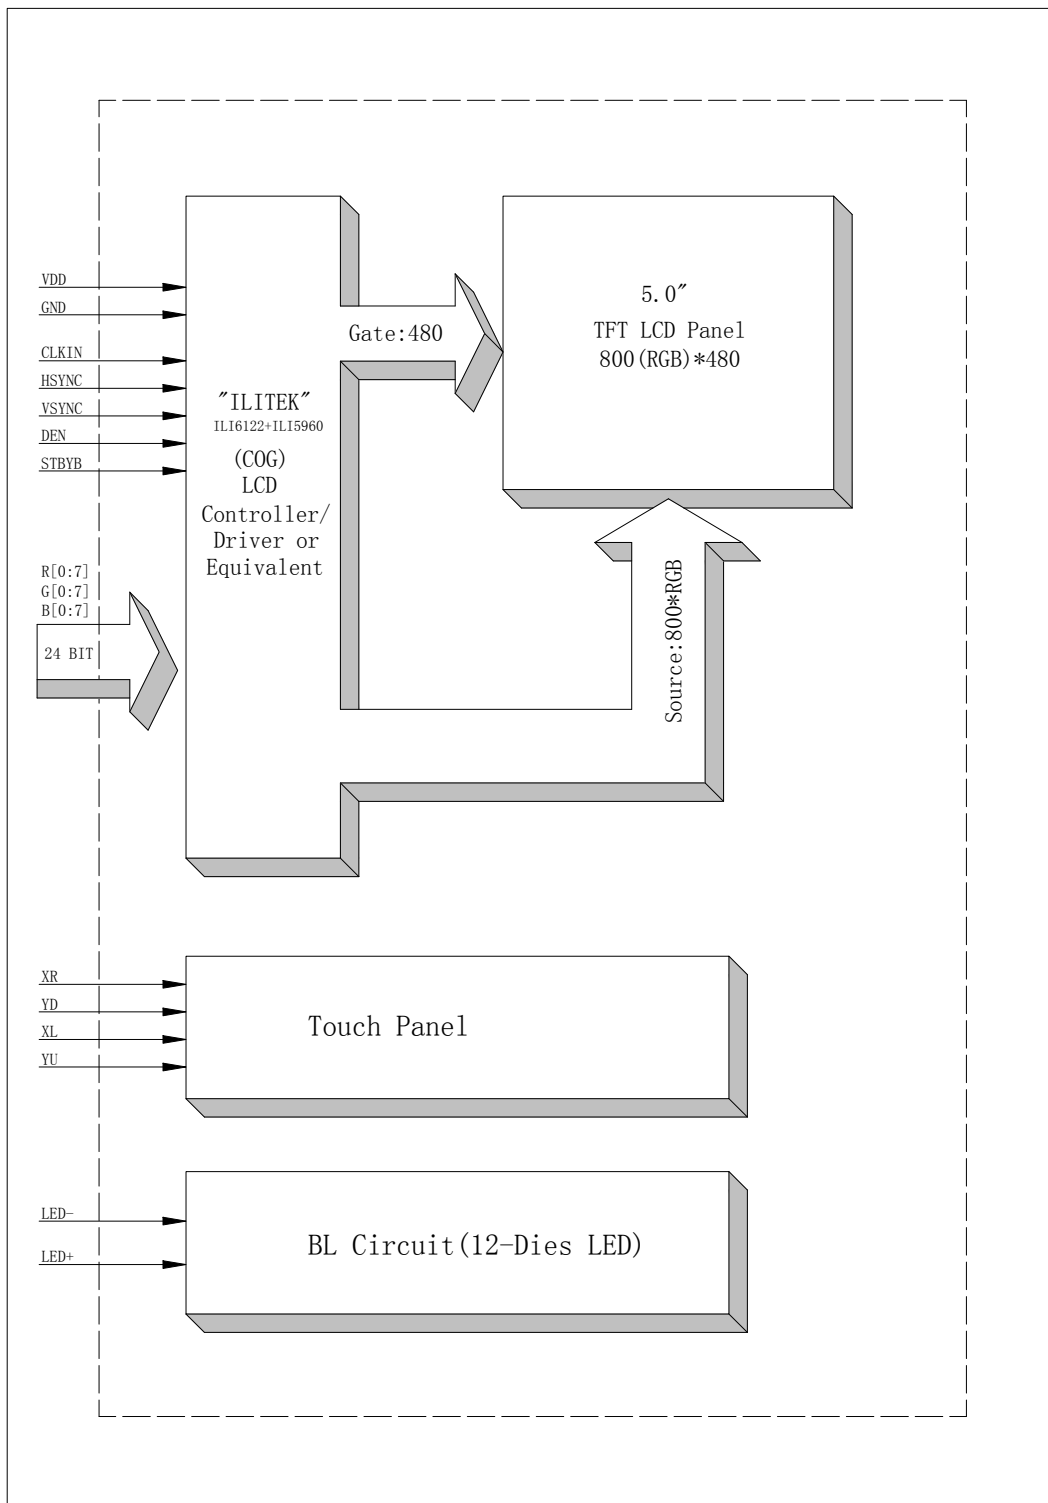 VDD
GND
CLKIN
HSYNC
VSYNC
DEN
STBYB
R[0:7]
G[0:7]
B[0:7]
24 BIT
"ILITEK"
ILI6122+ILI5960
(COG)
LCD
Controller/
Driver or
Equivalent
Gate:480
5.0"
TFT LCD Panel
800(RGB)*480
Source:800*RGB
XR
YD
XL
YU
Touch Panel
LED-
LED+
BL Circuit(12-Dies LED)